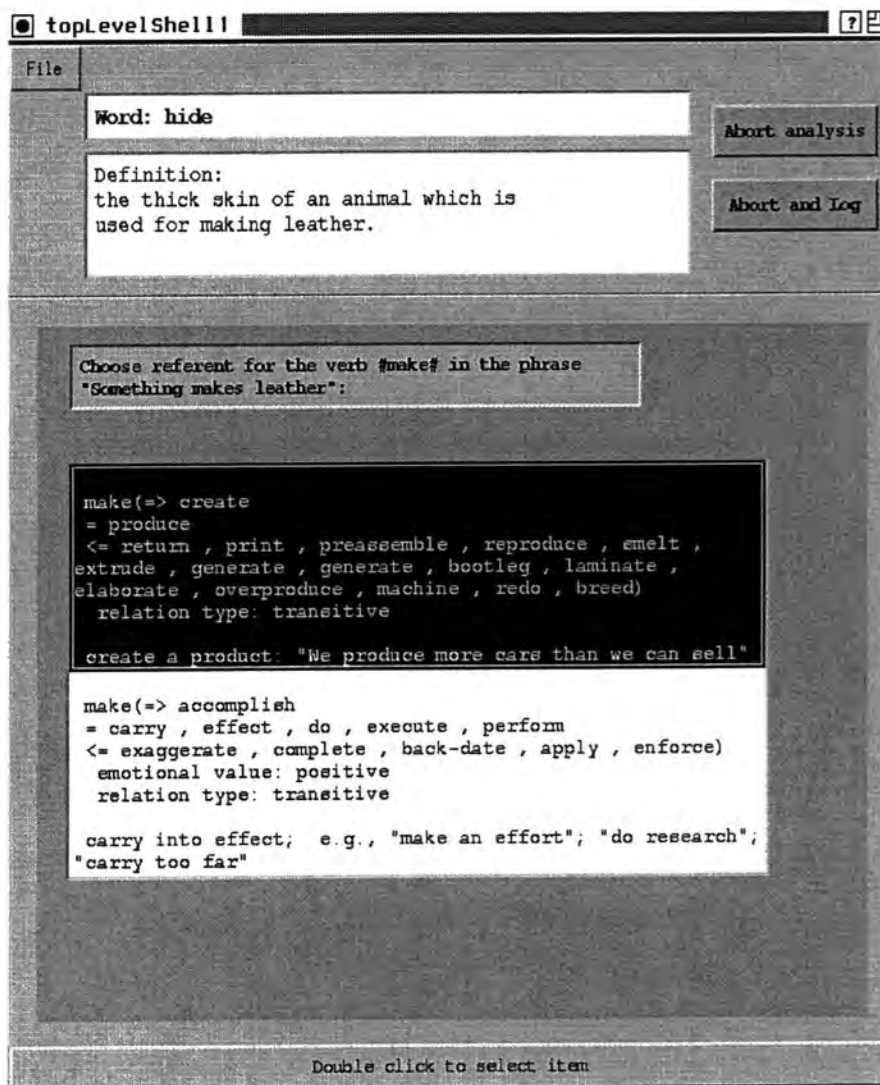 topLevelShell1
?
File
Word: hide
Abort analysis
Definition:
the thick skin of an animal which is
used for making leather.
Abort and Log
Choose referent for the verb #make# in the phrase
"Something makes leather":
make(=> create
= produce
<= return , print , preassemble , reproduce , smelt ,
extrude , generate , generate , bootleg , laminate ,
elaborate , overproduce , machine , redo , breed)
relation type: transitive
create a product: "We produce more cars than we can sell"
make(=> accomplish
= carry , effect , do , execute , perform
<= exaggerate , complete , back-date , apply , enforce)
emotional value: positive
relation type: transitive
carry into effect; e.g., "make an effort"; "do research";
"carry too far"
Double click to select item